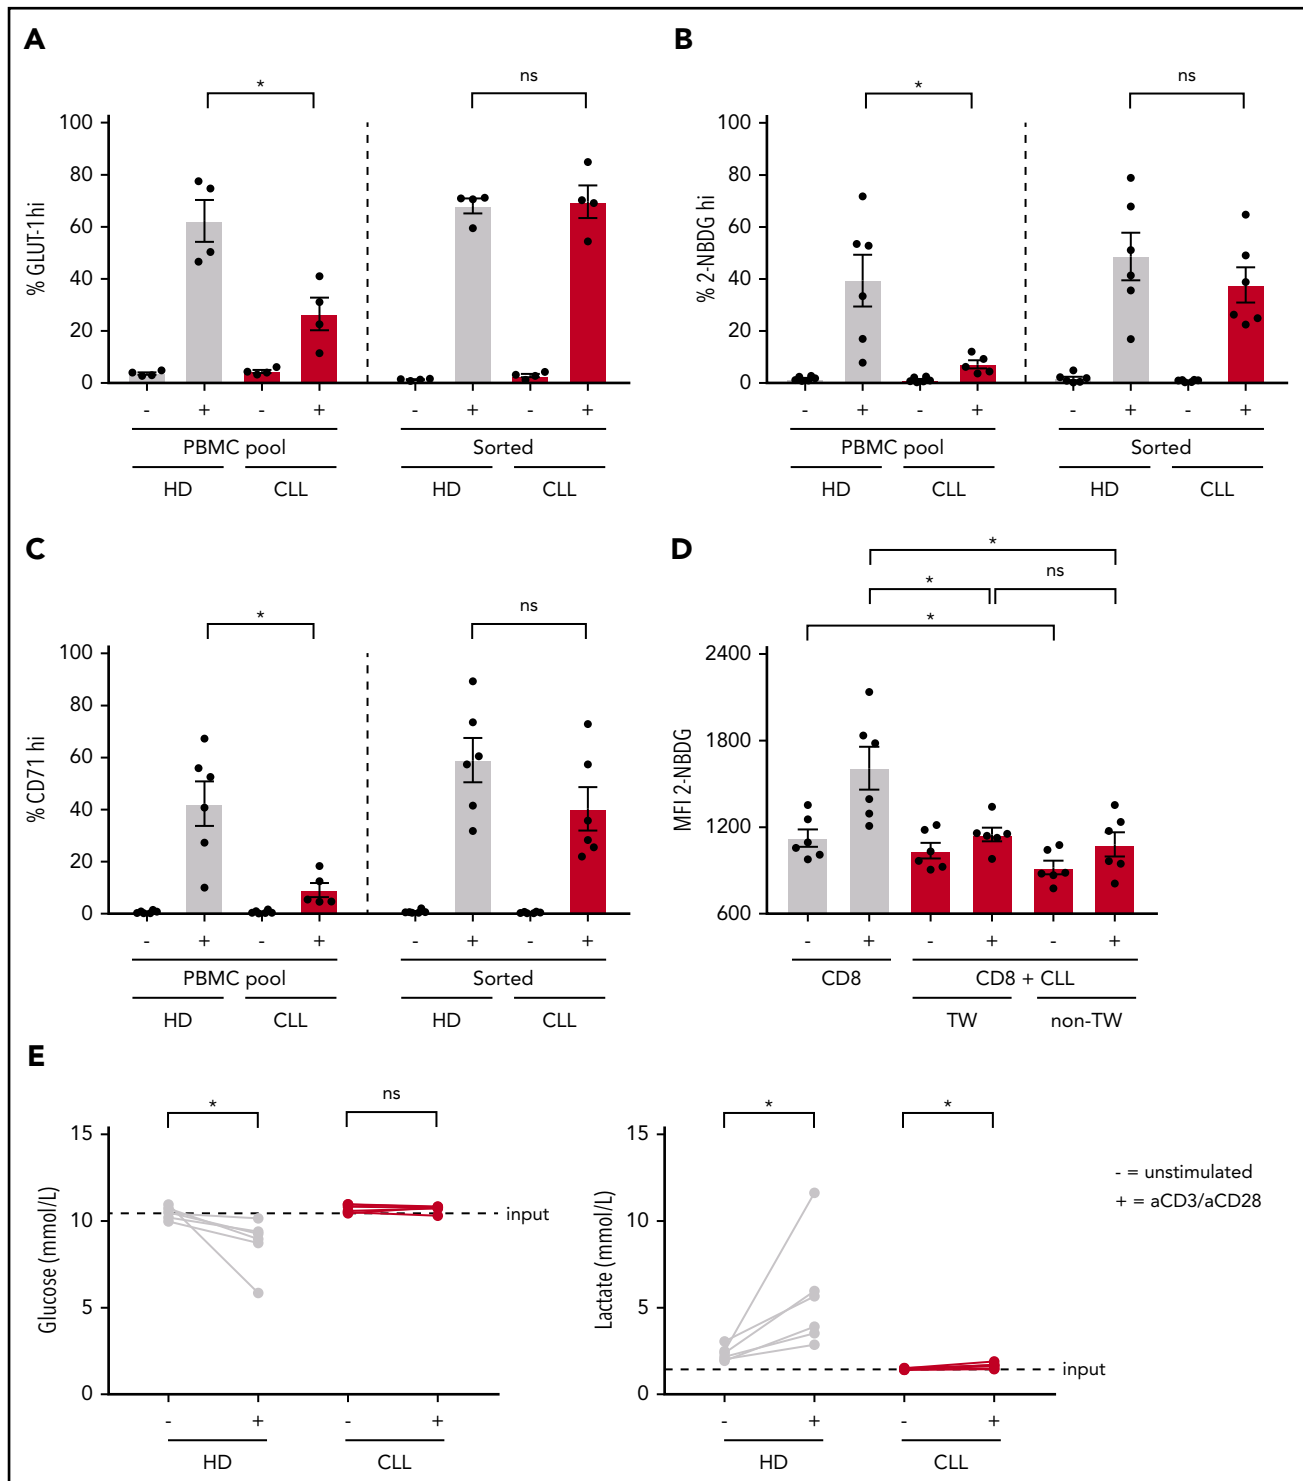 A
* ns
% GLUT-1 hi
100
80
60
40
20
0
- + - + - + - +
PBMC pool Sorted
HD CLL HD CLL
B
* ns
% 2-NBDG hi
100
80
60
40
20
0
- + - + - + - +
PBMC pool Sorted
HD CLL HD CLL
C
* ns
% CD71 hi
100
80
60
40
20
0
- + - + - + - +
PBMC pool Sorted
HD CLL HD CLL
D
*
* ns
*
MFI 2-NBDG
2400
1800
1200
600
- + - + - +
CD8 CD8 + CLL
TW non-TW
E
* ns
Glucose (mmol/L)
15
10
5
0
input
- + - +
HD CLL
* *
Lactate (mmol/L)
15
10
5
0
input
- + - +
HD CLL
- = unstimulated
+ = aCD3/aCD28